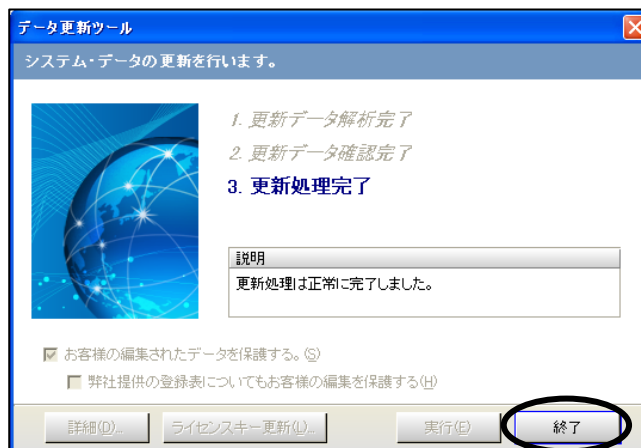 データ更新ツール
システム・データの更新を行います。
1. 更新データ解析完了
2. 更新データ確認完了
3. 更新処理完了
説明
更新処理は正常に完了しました。
お客様の編集されたデータを保護する。(S)
弊社提供の登録表についてもお客様の編集を保護する(H)
詳細(D)...
ライセンスキー更新(L)...
実行(E)
終了